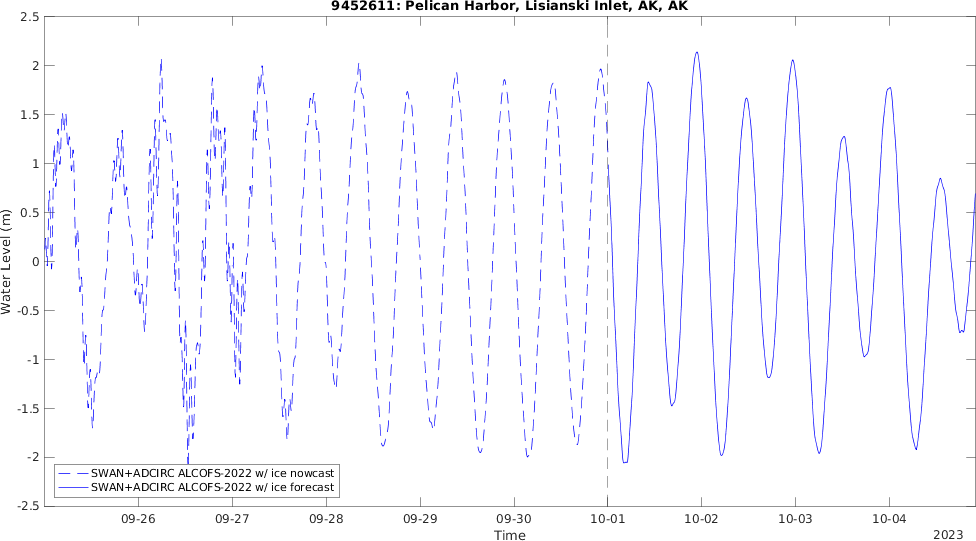 9452611: Pelican Harbor, Lisianski Inlet, AK, AK
Water Level (m)
2.5
2
1.5
1
0.5
0
-0.5
-1
-1.5
-2
-2.5
SWAN+ADCIRC ALCOFS-2022 w/ ice nowcast
SWAN+ADCIRC ALCOFS-2022 w/ ice forecast
09-26 09-27 09-28 09-29 09-30 10-01 10-02 10-03 10-04
Time
2023